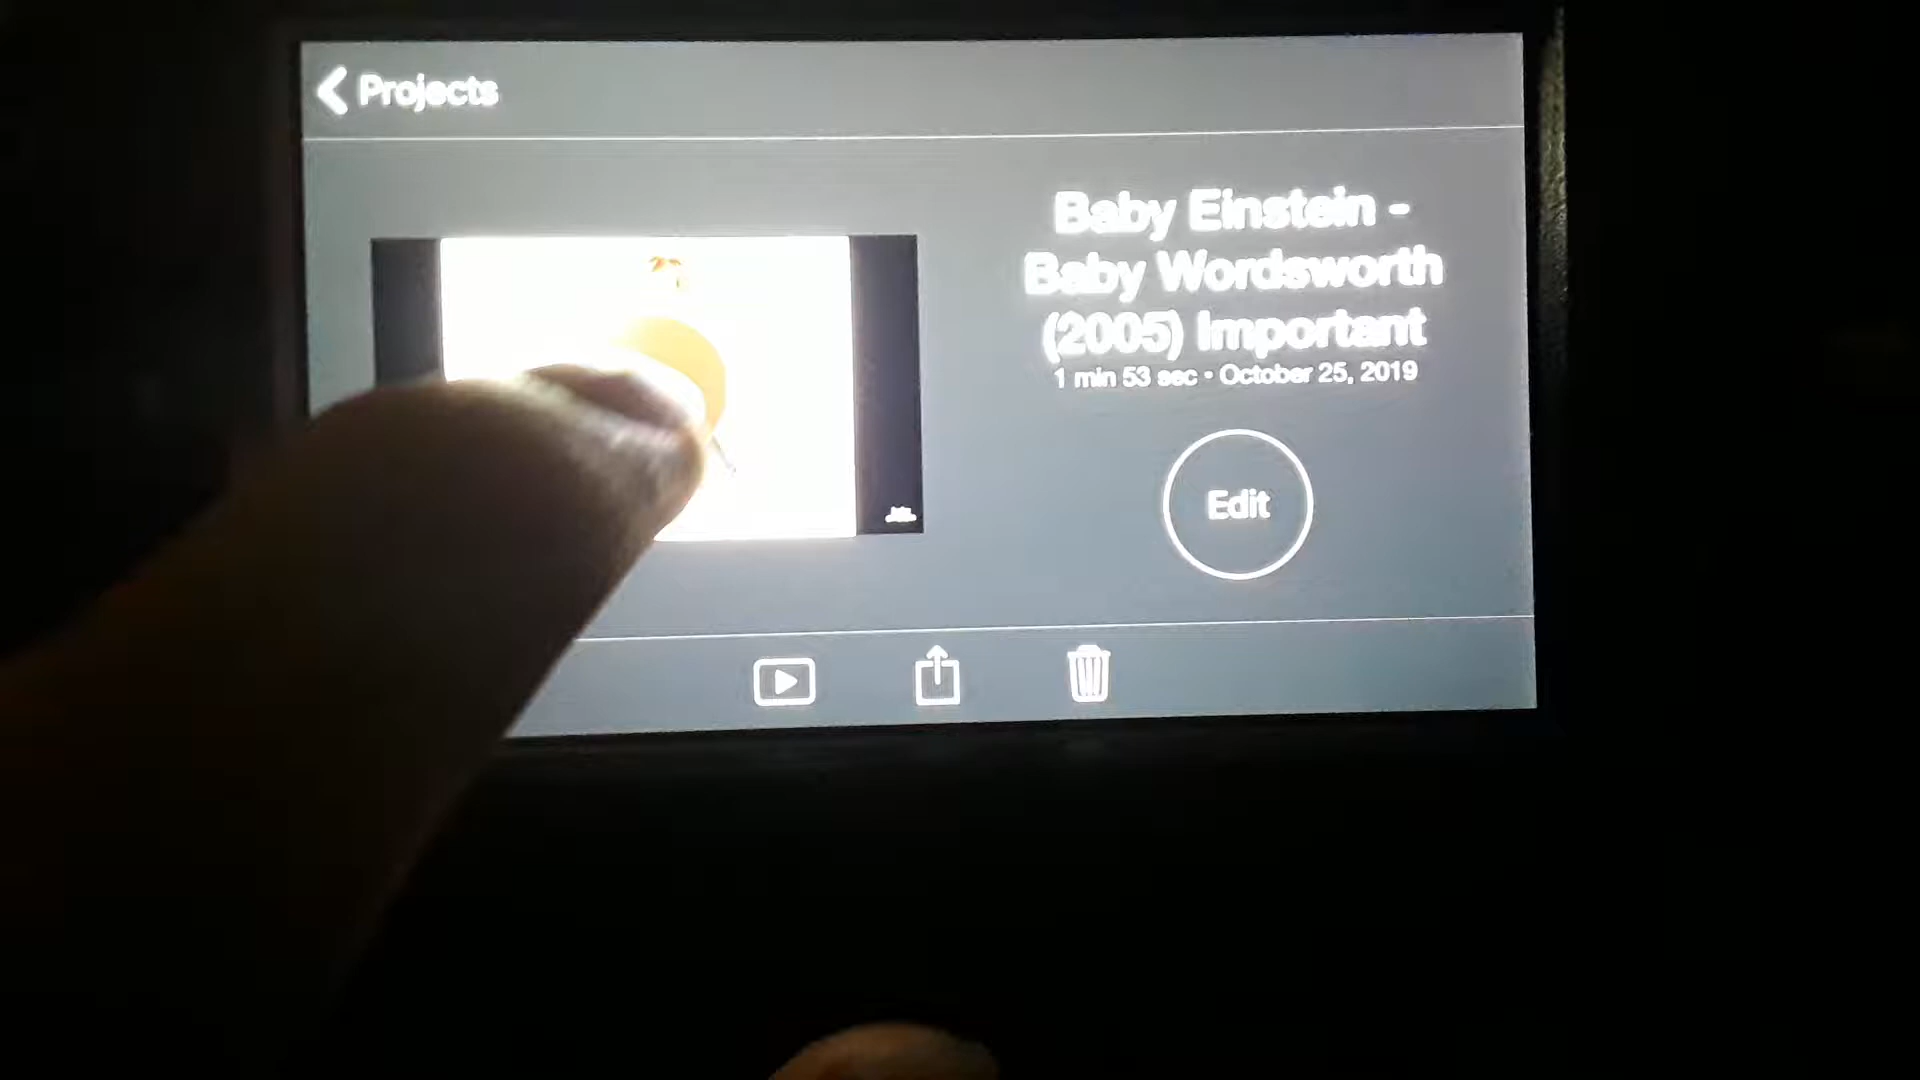 Projects
Baby Einstein -
Baby Wordsworth
(2005) Important
1 min 53 sec • October 25, 2019
Edit